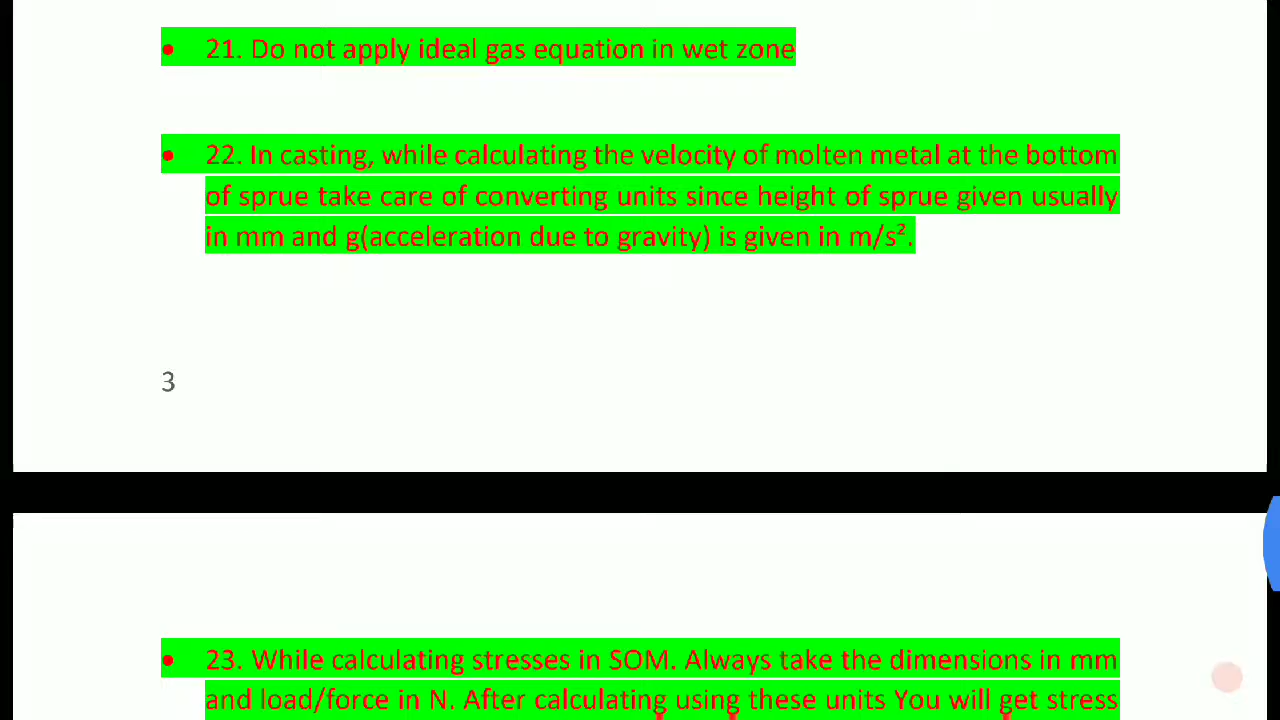 • 21. Do not apply ideal gas equation in wet zone
• 22. In casting, while calculating the velocity of molten metal at the bottom
of sprue take care of converting units since height of sprue given usually
in mm and g(acceleration due to gravity) is given in m/s².
3
• 23. While calculating stresses in SOM. Always take the dimensions in mm
and load/force in N. After calculating using these units You will get stress